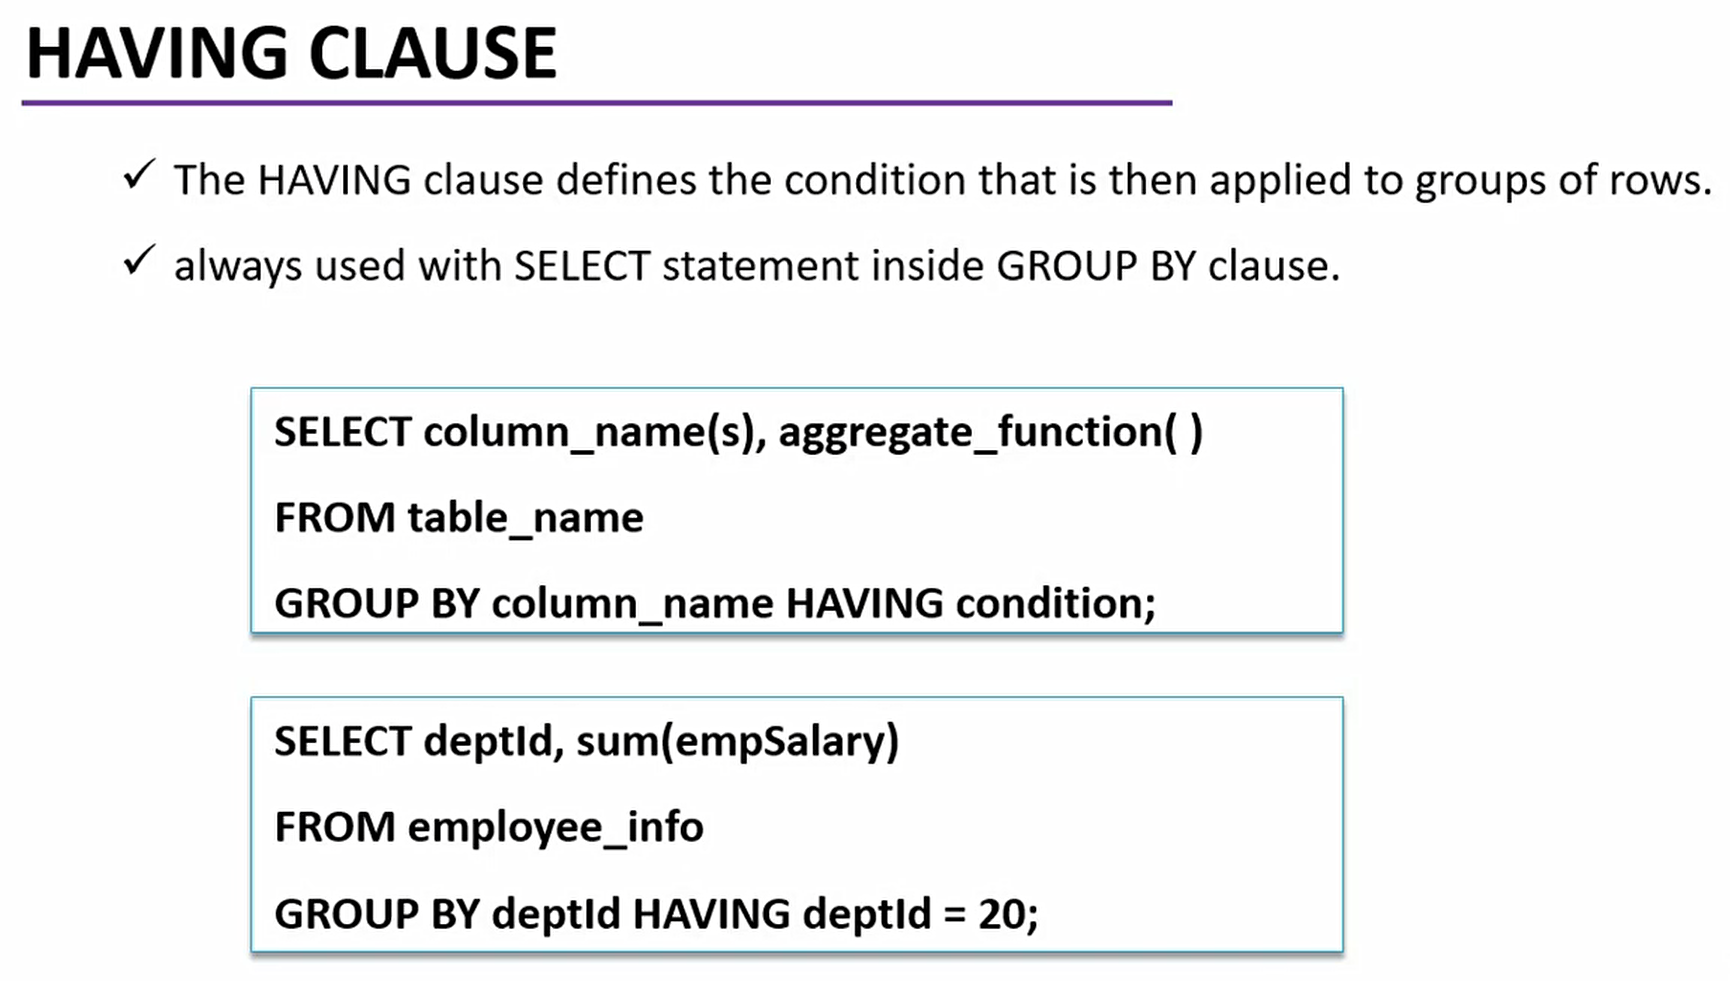 HAVING CLAUSE
✓ The HAVING clause defines the condition that is then applied to groups of rows.
✓ always used with SELECT statement inside GROUP BY clause.
SELECT column_name(s), aggregate_function( )
FROM table_name
GROUP BY column_name HAVING condition;
SELECT deptId, sum(empSalary)
FROM employee_info
GROUP BY deptId HAVING deptId = 20;